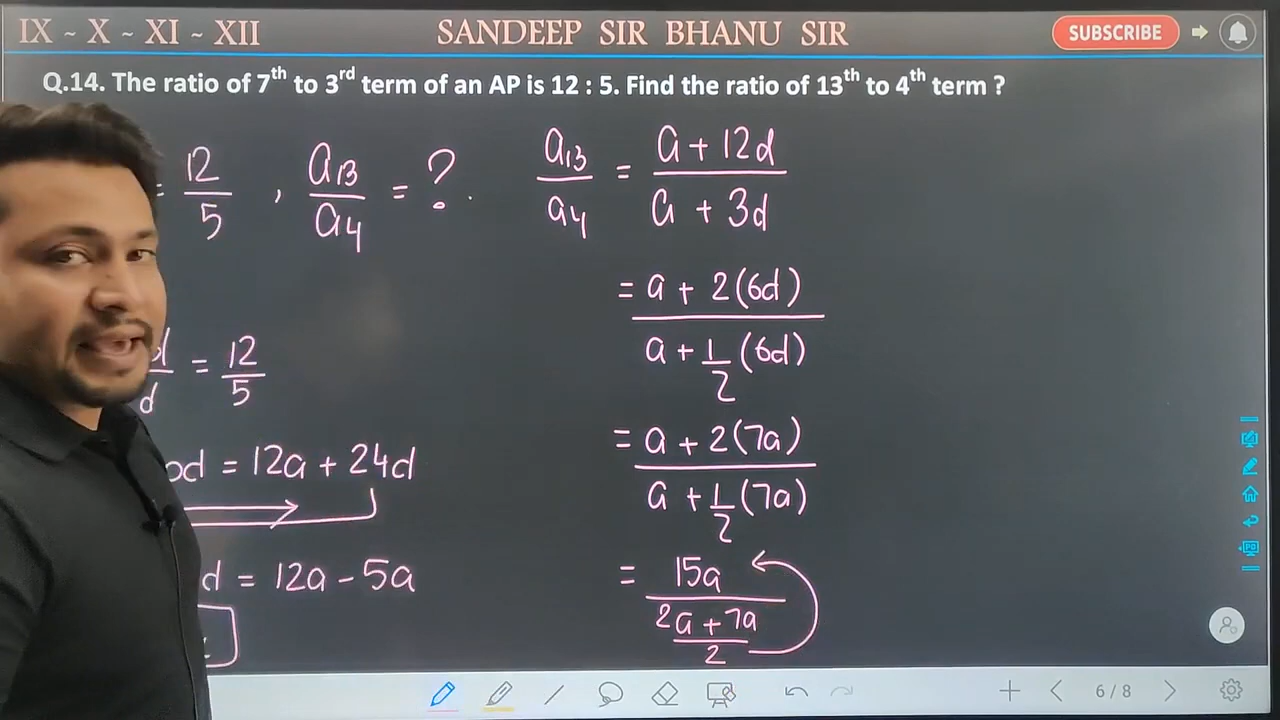 IX ~ X ~ XI ~ XII SANDEEP SIR BHANU SIR SUBSCRIBE
Q.14. The ratio of 7th to 3rd term of an AP is 12 : 5. Find the ratio of 13th to 4th term ?
= 12/5 , a13/a4 = ? .
d/d = 12/5
0d = 12a + 24d
d = 12a - 5a
a13/a4 = a + 12d / a + 3d
= a + 2(6d) / a + 1/2 (6d)
= a + 2(7a) / a + 1/2 (7a)
= 15a / 2a + 7a / 2
6 / 8